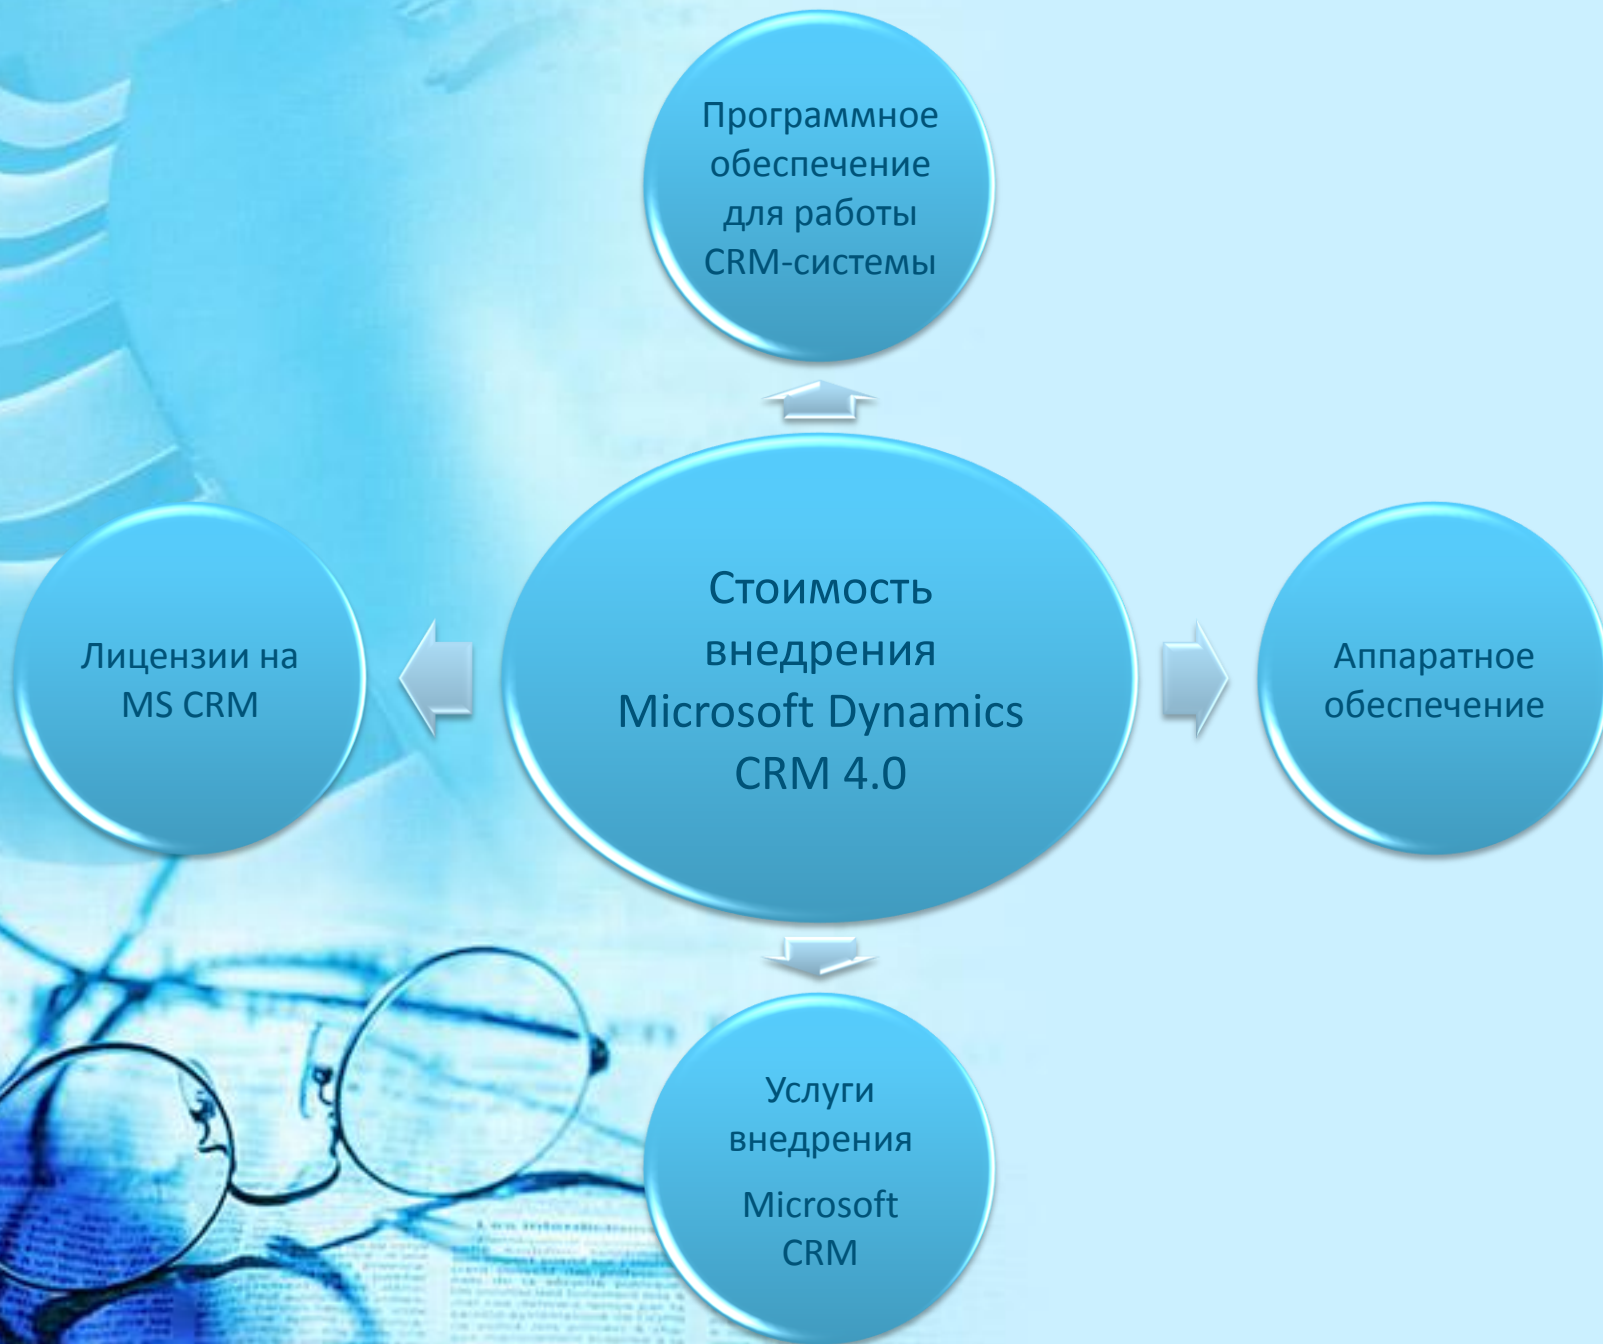 Программное
обеспечение
для работы
CRM-системы
Стоимость
внедрения
Microsoft Dynamics
CRM 4.0
Лицензии на
MS CRM
Аппаратное
обеспечение
Услуги
внедрения
Microsoft
CRM